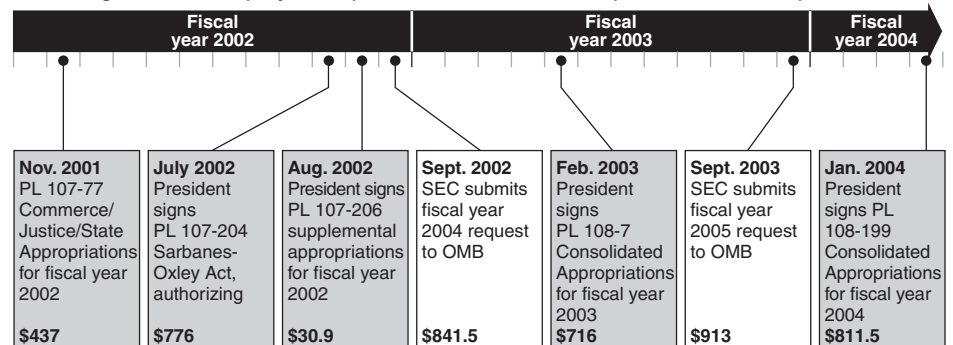 Fiscal
year 2002
Fiscal
year 2003
Fiscal
year 2004
Nov. 2001
PL 107-77
Commerce/
Justice/State
Appropriations
for fiscal year
2002
$437
July 2002
President
signs
PL 107-204
Sarbanes-
Oxley Act,
authorizing
$776
Aug. 2002
President signs
PL 107-206
supplemental
appropriations
for fiscal year
2002
$30.9
Sept. 2002
SEC submits
fiscal year
2004 request
to OMB
$841.5
Feb. 2003
President
signs
PL 108-7
Consolidated
Appropriations
for fiscal year
2003
$716
Sept. 2003
SEC submits
fiscal year
2005 request
to OMB
$913
Jan. 2004
President
signs PL
108-199
Consolidated
Appropriations
for fiscal year
2004
$811.5